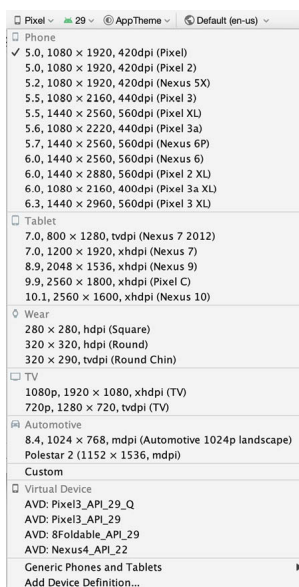 Pixel 29 AppTheme Default (en-us)
Phone
5.0, 1080 × 1920, 420dpi (Pixel)
5.0, 1080 × 1920, 420dpi (Pixel 2)
5.2, 1080 × 1920, 420dpi (Nexus 5X)
5.5, 1080 × 2160, 440dpi (Pixel 3)
5.5, 1440 × 2560, 560dpi (Pixel XL)
5.6, 1080 × 2220, 440dpi (Pixel 3a)
5.7, 1440 × 2560, 560dpi (Nexus 6P)
6.0, 1440 × 2560, 560dpi (Nexus 6)
6.0, 1440 × 2880, 560dpi (Pixel 2 XL)
6.0, 1080 × 2160, 400dpi (Pixel 3a XL)
6.3, 1440 × 2960, 560dpi (Pixel 3 XL)
Tablet
7.0, 800 × 1280, tvdpi (Nexus 7 2012)
7.0, 1200 × 1920, xhdpi (Nexus 7)
8.9, 2048 × 1536, xhdpi (Nexus 9)
9.9, 2560 × 1800, xhdpi (Pixel C)
10.1, 2560 × 1600, xhdpi (Nexus 10)
Wear
280 × 280, hdpi (Square)
320 × 320, hdpi (Round)
320 × 290, tvdpi (Round Chin)
TV
1080p, 1920 × 1080, xhdpi (TV)
720p, 1280 × 720, tvdpi (TV)
Automotive
8.4, 1024 × 768, mdpi (Automotive 1024p landscape)
Polestar 2 (1152 × 1536, mdpi)
Custom
Virtual Device
AVD: Pixel3_API_29_Q
AVD: Pixel3_API_29
AVD: 8Foldable_API_29
AVD: Nexus4_API_22
Generic Phones and Tablets
Add Device Definition...